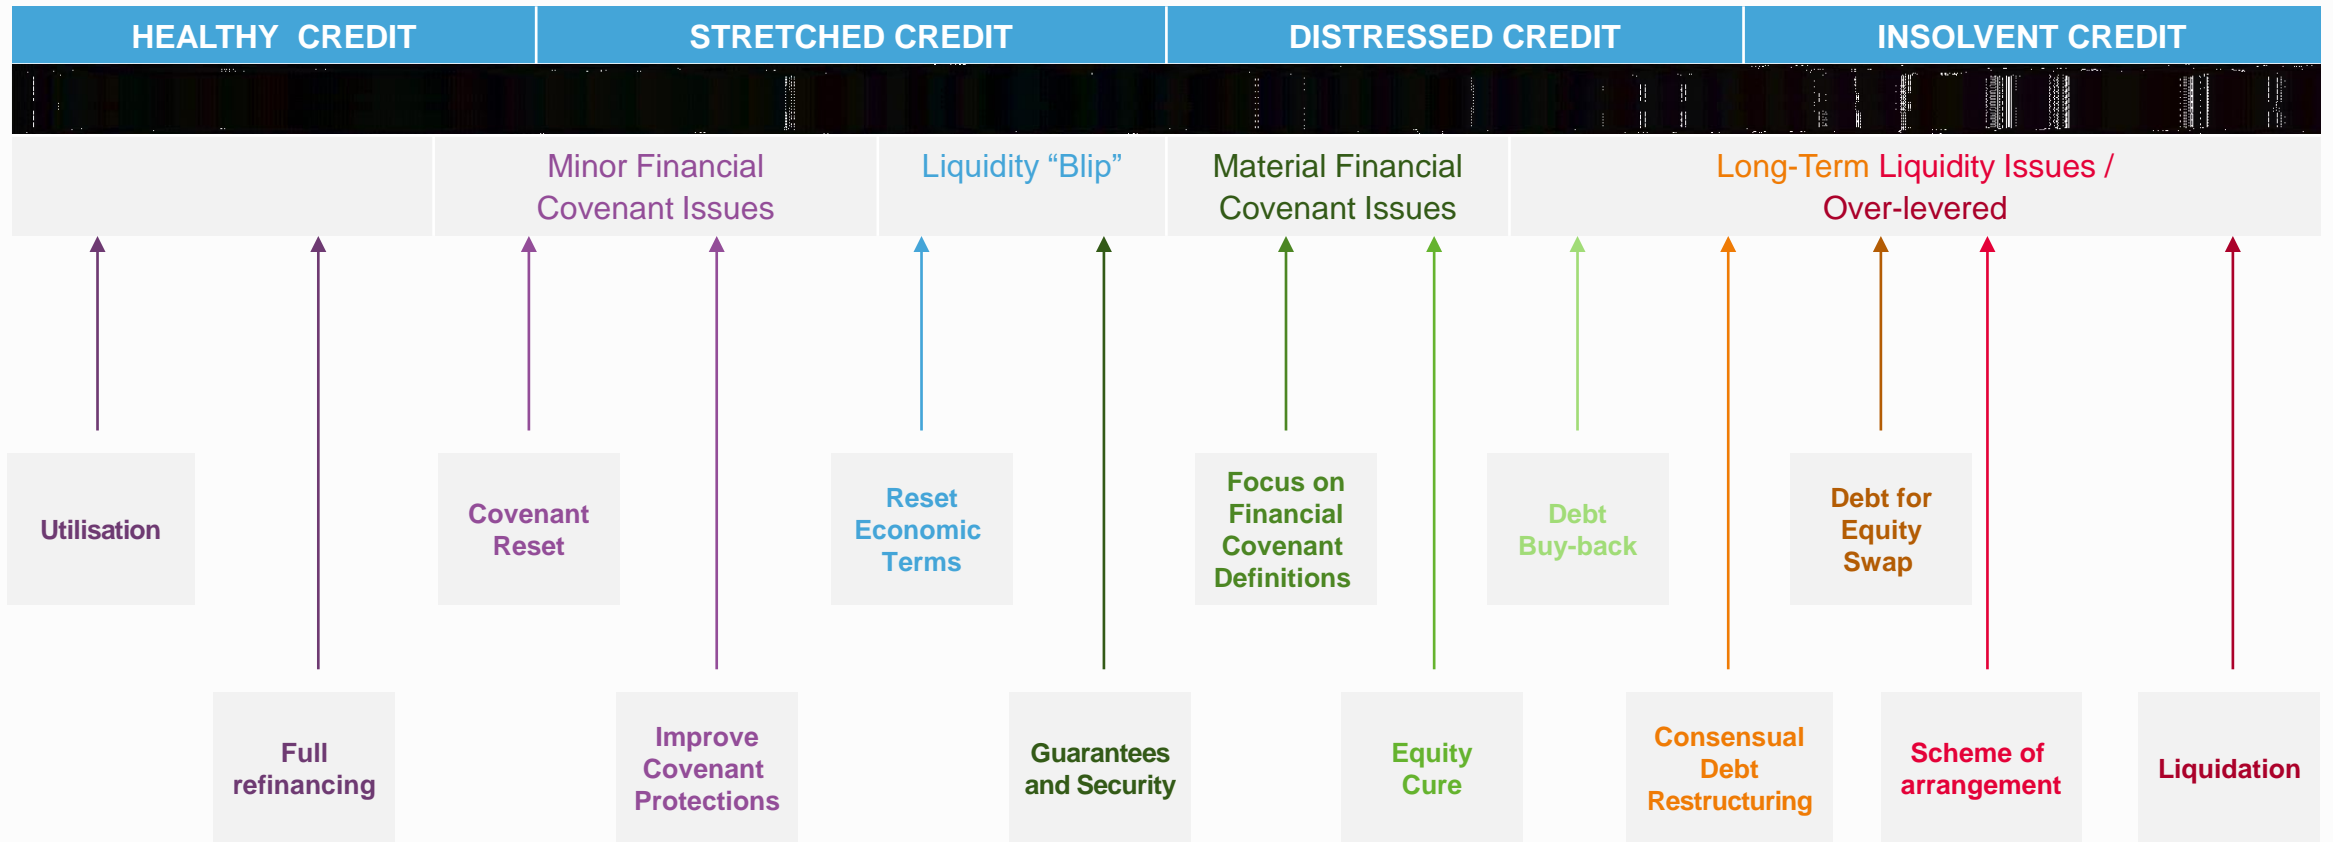 HEALTHY CREDIT
STRETCHED CREDIT
DISTRESSED CREDIT
INSOLVENT CREDIT
Minor Financial
Covenant Issues
Liquidity “Blip”
Material Financial
Covenant Issues
Long-Term Liquidity Issues /
Over-levered
Utilisation
Covenant
Reset
Reset
Economic
Terms
Focus on
Financial
Covenant
Definitions
Debt
Buy-back
Debt for
Equity
Swap
Full
refinancing
Improve
Covenant
Protections
Guarantees
and Security
Equity
Cure
Consensual
Debt
Restructuring
Scheme of
arrangement
Liquidation